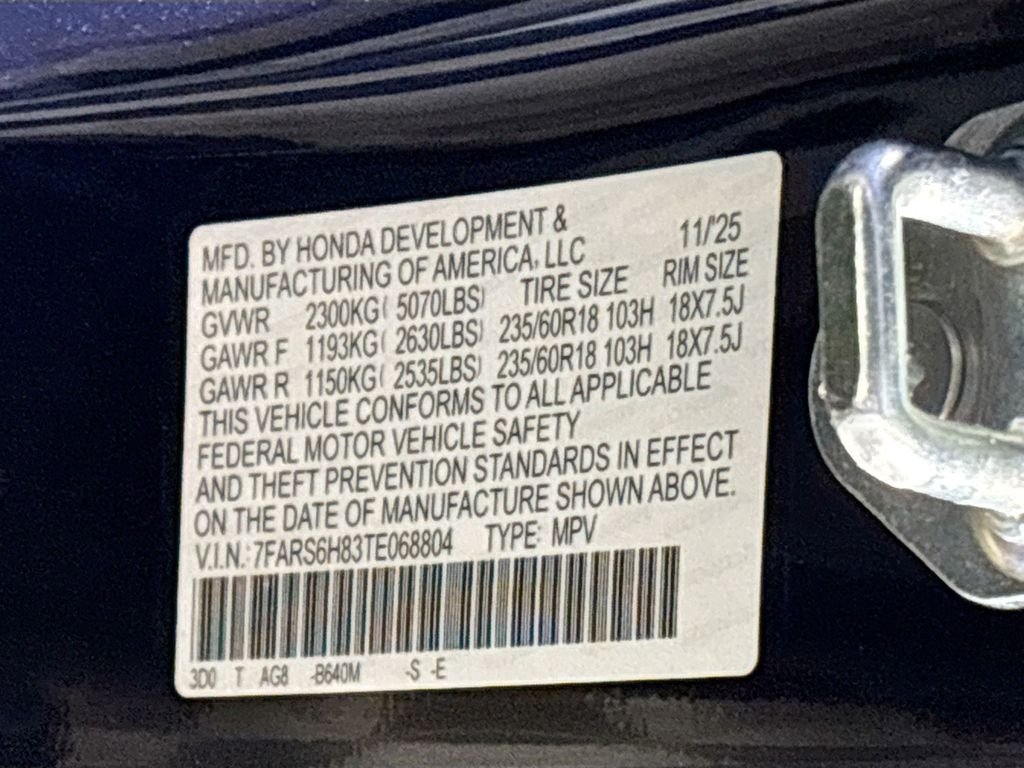 MFD. BY HONDA DEVELOPMENT &
MANUFACTURING OF AMERICA, LLC 11/'25
GVWR 2300KG( 5070LBS) TIRE SIZE RIM SIZE
GAWR F 1193KG( 2630LBS) 235/60R18 103H 18X7.5J
GAWR R 1150KG( 2535LBS) 235/60R18 103H 18X7.5J
THIS VEHICLE CONFORMS TO ALL APPLICABLE
FEDERAL MOTOR VEHICLE SAFETY
AND THEFT PREVENTION STANDARDS IN EFFECT
ON THE DATE OF MANUFACTURE SHOWN ABOVE.
V.I.N.:7FARS6H83TE068804 TYPE: MPV
3D0 T AG8 -B640M -S -E